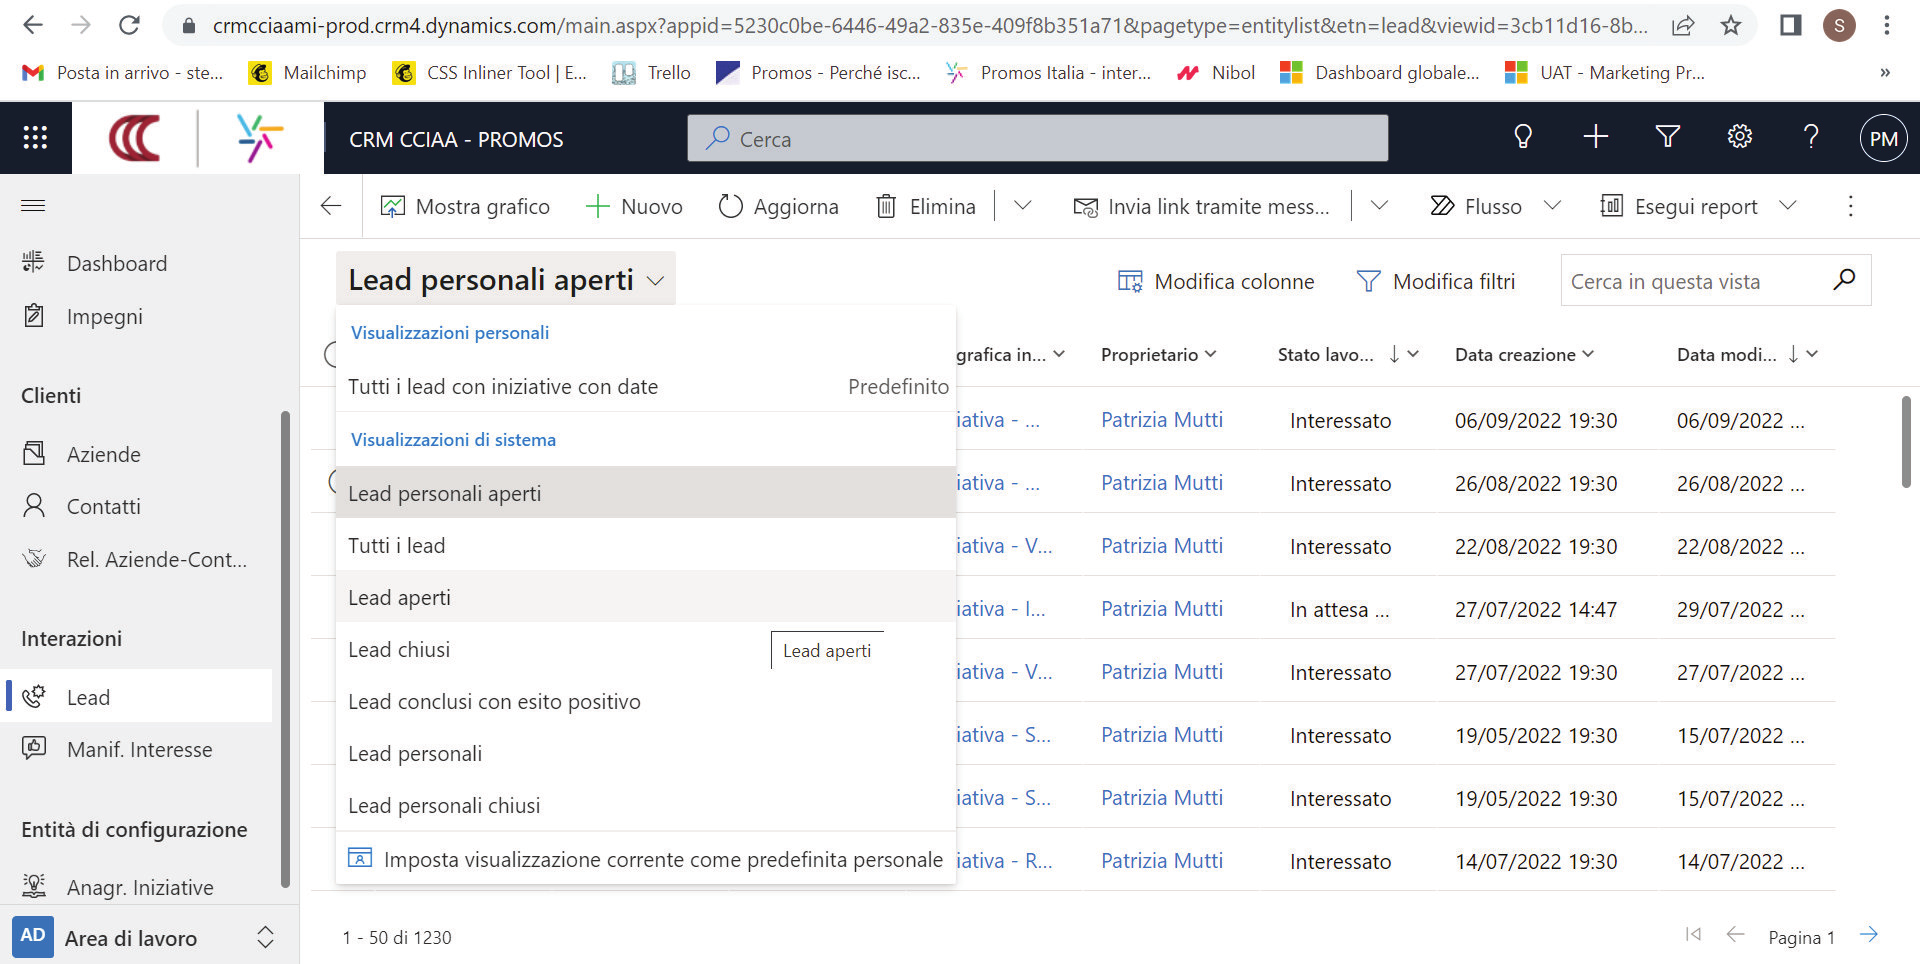 crmcciaami-prod.crm4.dynamics.com/main.aspx?appid=5230c0be-6446-49a2-835e-409f8b351a71&pagetype=entitylist&etn=lead&viewid=3cb11d16-8b...
S
Posta in arrivo - ste...
Mailchimp
CSS Inliner Tool | E...
Trello
Promos - Perché isc...
Promos Italia - inter...
Nibol
Dashboard globale...
UAT - Marketing Pr...
»
CRM CCIAA - PROMOS
Cerca
PM
Mostra grafico
Nuovo
Aggiorna
Elimina
Invia link tramite mess...
Flusso
Esegui report
Dashboard
Impegni
Clienti
Aziende
Contatti
Rel. Aziende-Cont...
Interazioni
Lead
Manif. Interesse
Entità di configurazione
Anagr. Iniziative
AD Area di lavoro
Lead personali aperti
Modifica colonne
Modifica filtri
Cerca in questa vista
Visualizzazioni personali
Tutti i lead con iniziative con date Predefinito
Visualizzazioni di sistema
Lead personali aperti
Tutti i lead
Lead aperti
Lead chiusi
Lead aperti
Lead conclusi con esito positivo
Lead personali
Lead personali chiusi
Imposta visualizzazione corrente come predefinita personale
grafica in... Proprietario Stato lavo... Data creazione Data modi...
iativa - ... Patrizia Mutti Interessato 06/09/2022 19:30 06/09/2022 ...
iativa - ... Patrizia Mutti Interessato 26/08/2022 19:30 26/08/2022 ...
iativa - V... Patrizia Mutti Interessato 22/08/2022 19:30 22/08/2022 ...
iativa - I... Patrizia Mutti In attesa ... 27/07/2022 14:47 29/07/2022 ...
iativa - V... Patrizia Mutti Interessato 27/07/2022 19:30 27/07/2022 ...
iativa - S... Patrizia Mutti Interessato 19/05/2022 19:30 15/07/2022 ...
iativa - S... Patrizia Mutti Interessato 19/05/2022 19:30 15/07/2022 ...
iativa - R... Patrizia Mutti Interessato 14/07/2022 19:30 14/07/2022 ...
1 - 50 di 1230
Pagina 1